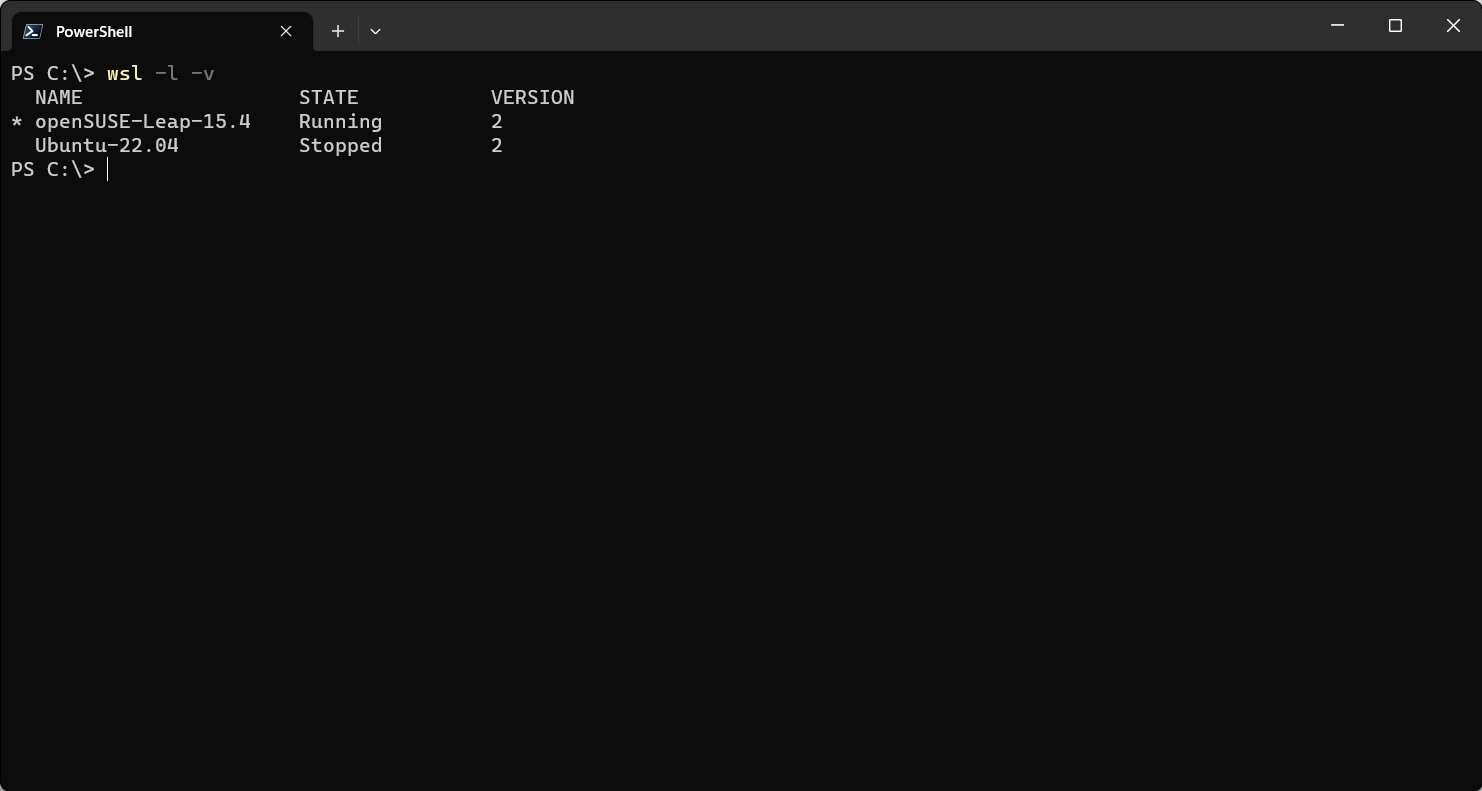 PowerShell
PS C:\> wsl -l -v
  NAME                  STATE           VERSION
* openSUSE-Leap-15.4    Running         2
  Ubuntu-22.04          Stopped         2
PS C:\>